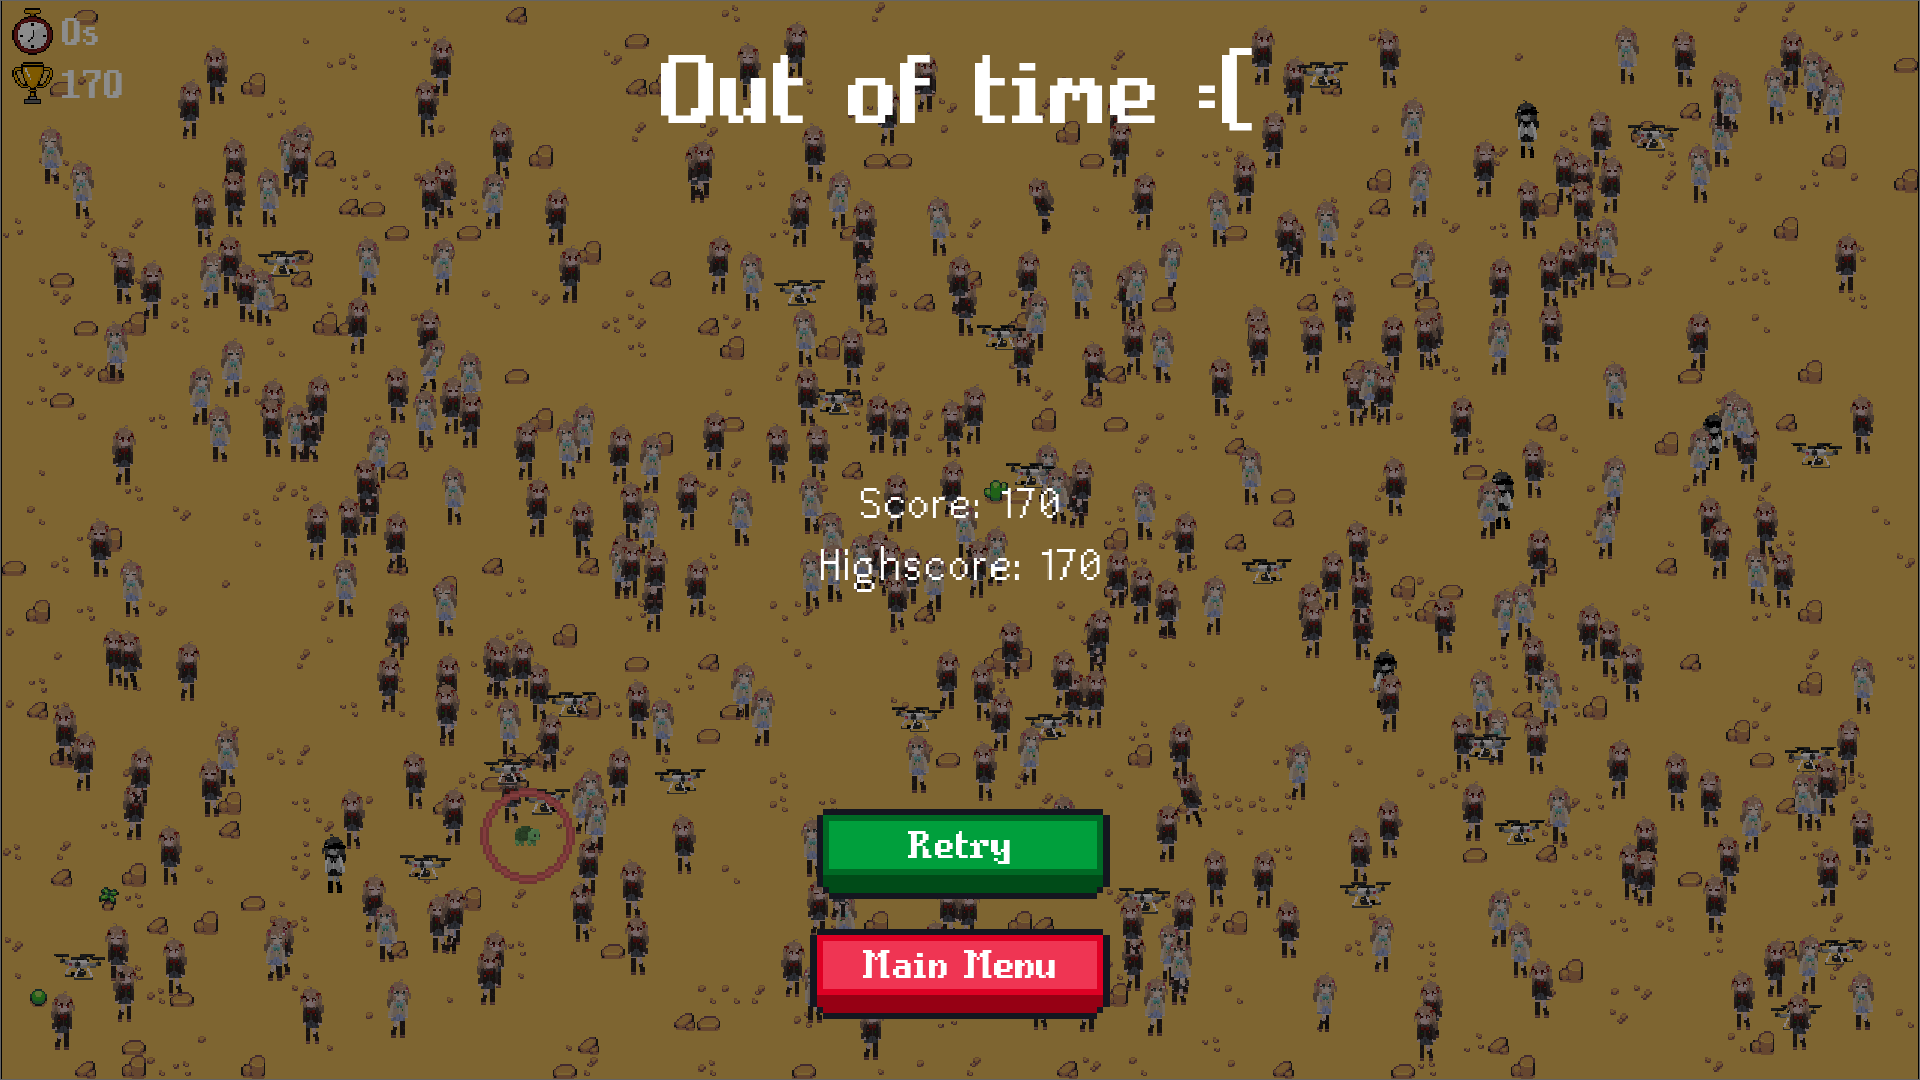 0s
170
Out of time :[
Score: 170
Highscore: 170
Retry
Main Menu